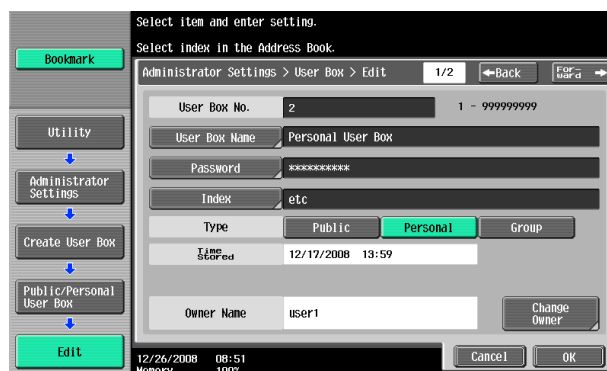 Select item and enter setting.
Select index in the Address Book.
Bookmark
Administrator Settings > User Box > Edit
1/2
←Back
For-
ward →
User Box No.
2
1 - 999999999
Utility
User Box Name
Personal User Box
Password
**********
Administrator
Settings
Index
etc
Type
Public
Personal
Group
Create User Box
Time
Stored
12/17/2008 13:59
Public/Personal
User Box
Owner Name
user1
Change
Owner
Edit
12/26/2008 08:51
Memory 100%
Cancel
OK